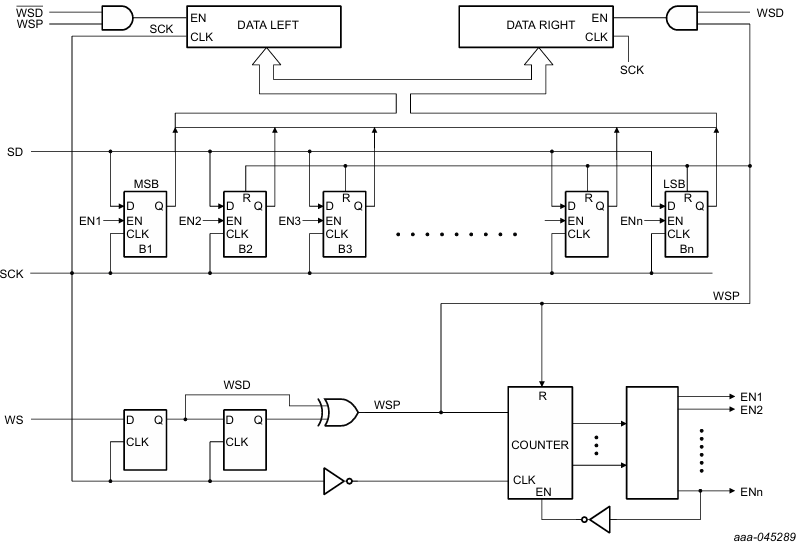 WSD
WSP
EN
SCK
CLK
DATA LEFT
DATA RIGHT
EN
CLK
WSD
SCK
SD
MSB
D
Q
EN1
EN
CLK
B1
R
D
Q
EN2
EN
CLK
B2
R
D
Q
EN3
EN
CLK
B3
R
D
Q
EN
CLK
LSB
R
D
Q
ENn
EN
CLK
Bn
SCK
WSP
WS
D
Q
CLK
WSD
D
Q
CLK
WSP
R
COUNTER
CLK
EN
EN1
EN2
ENn
aaa-045289